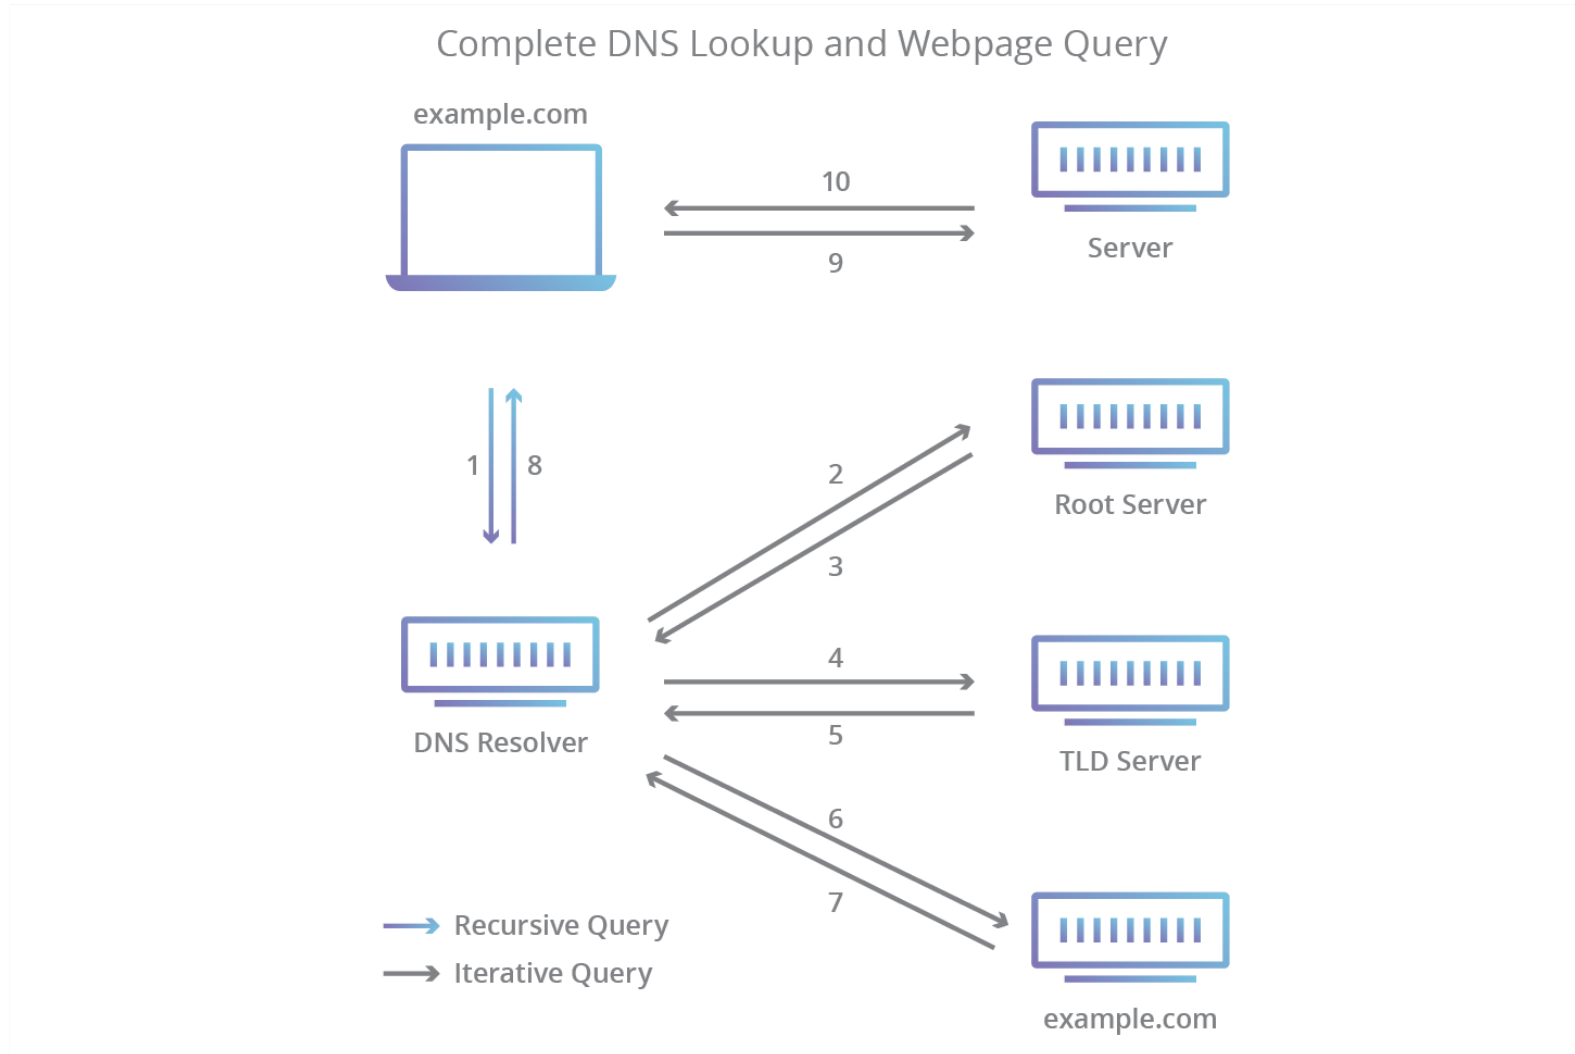 Complete DNS Lookup and Webpage Query
example.com
10
9
Server
1
8
2
3
Root Server
4
5
DNS Resolver
TLD Server
6
7
Recursive Query
Iterative Query
example.com